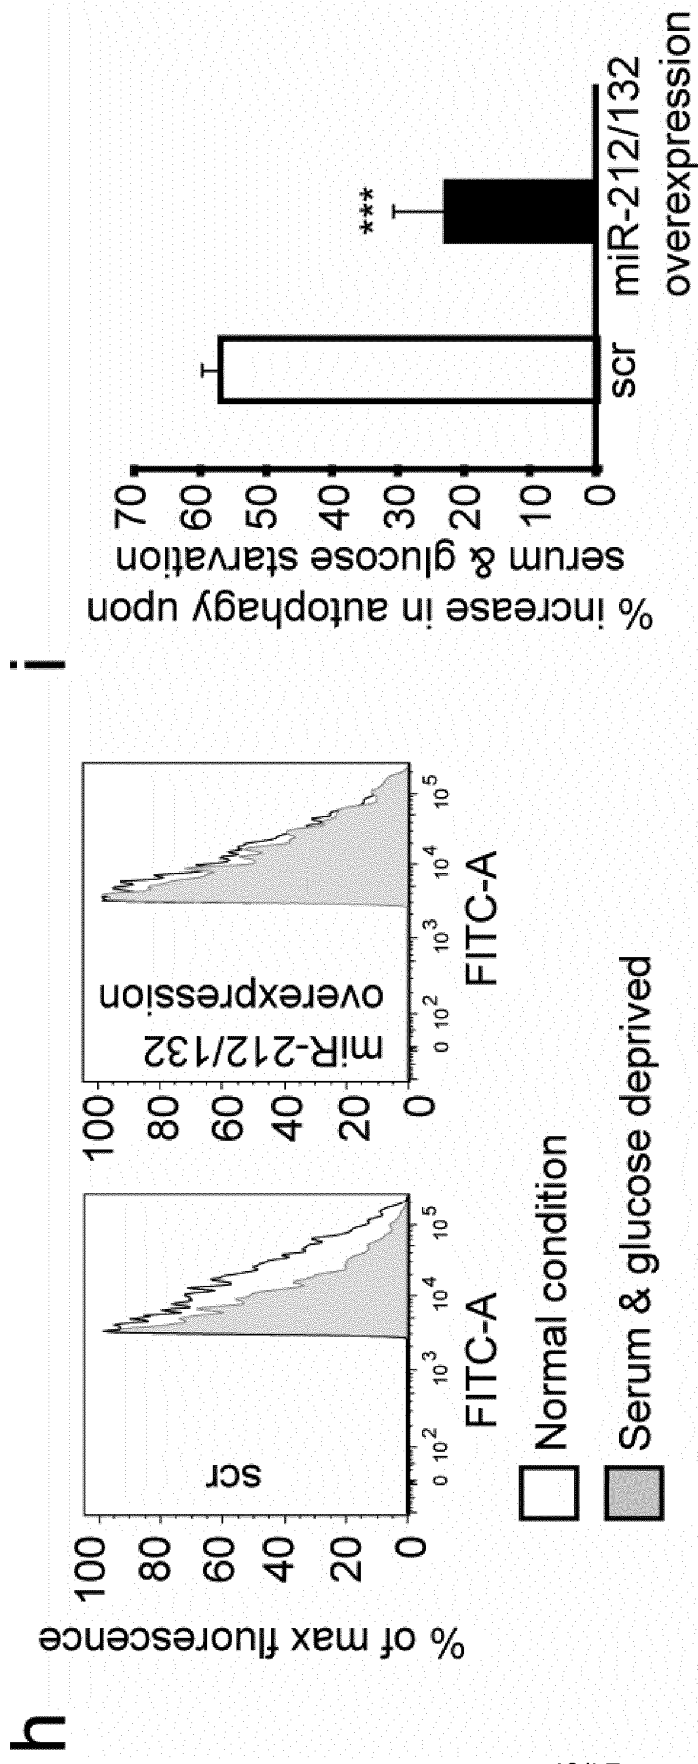 h
% of max fluorescence
100
80
60
40
20
0
scr
0 10² 10³ 10⁴ 10⁵
FITC-A
100
80
60
40
20
0
miR-212/132
overexpression
0 10² 10³ 10⁴ 10⁵
FITC-A
Normal condition
Serum & glucose deprived
i
% increase in autophagy upon
serum & glucose starvation
70
60
50
40
30
20
10
0
***
scr
miR-212/132
overexpression